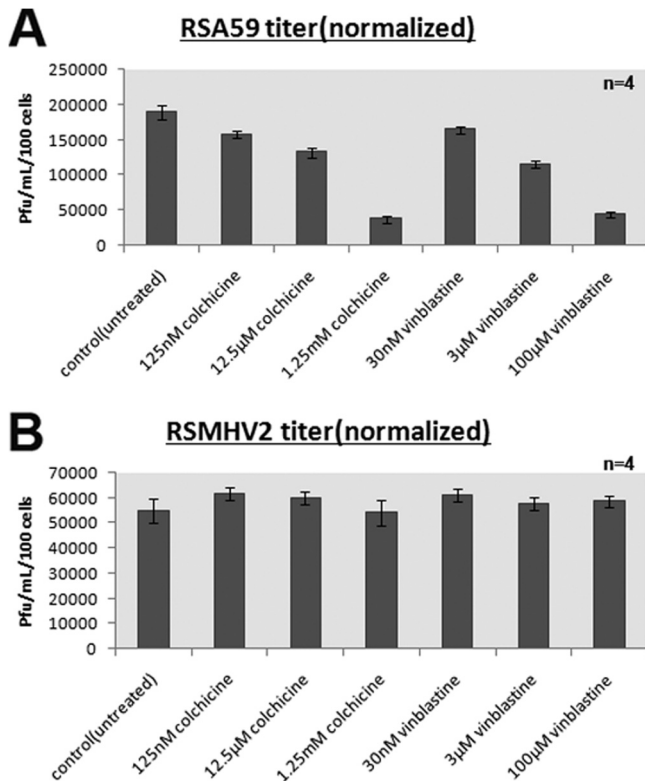 A
RSA59 titer(normalized)
n=4
Pfu/mL/100 cells
250000
200000
150000
100000
50000
0
control(untreated)
125nM colchicine
12.5µM colchicine
1.25mM colchicine
30nM vinblastine
3µM vinblastine
100µM vinblastine
B
RSMHV2 titer(normalized)
n=4
Pfu/mL/100 cells
70000
60000
50000
40000
30000
20000
10000
0
control(untreated)
125nM colchicine
12.5µM colchicine
1.25mM colchicine
30nM vinblastine
3µM vinblastine
100µM vinblastine